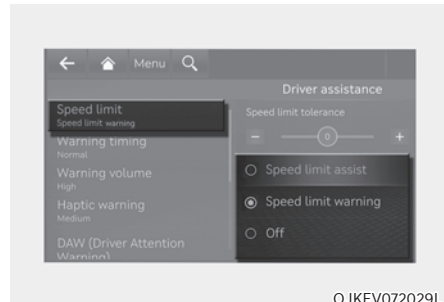 Menu
Driver assistance
Speed limit
Speed limit warning
Speed limit tolerance
0
Warning timing
Normal
Warning volume
High
Haptic warning
Medium
DAW (Driver Attention
Warning)
Speed limit assist
Speed limit warning
Off
OJKEV072029L